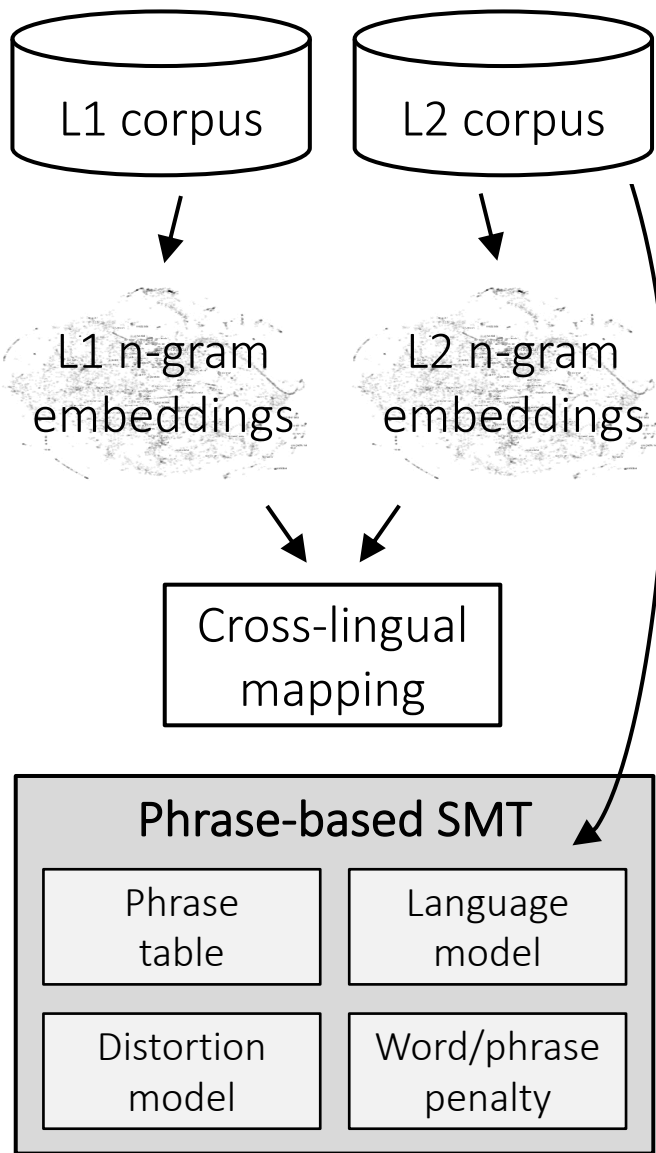 L1 corpus
L2 corpus
L1 n-gram
embeddings
L2 n-gram
embeddings
Cross-lingual
mapping
Phrase-based SMT
Phrase
table
Language
model
Distortion
model
Word/phrase
penalty